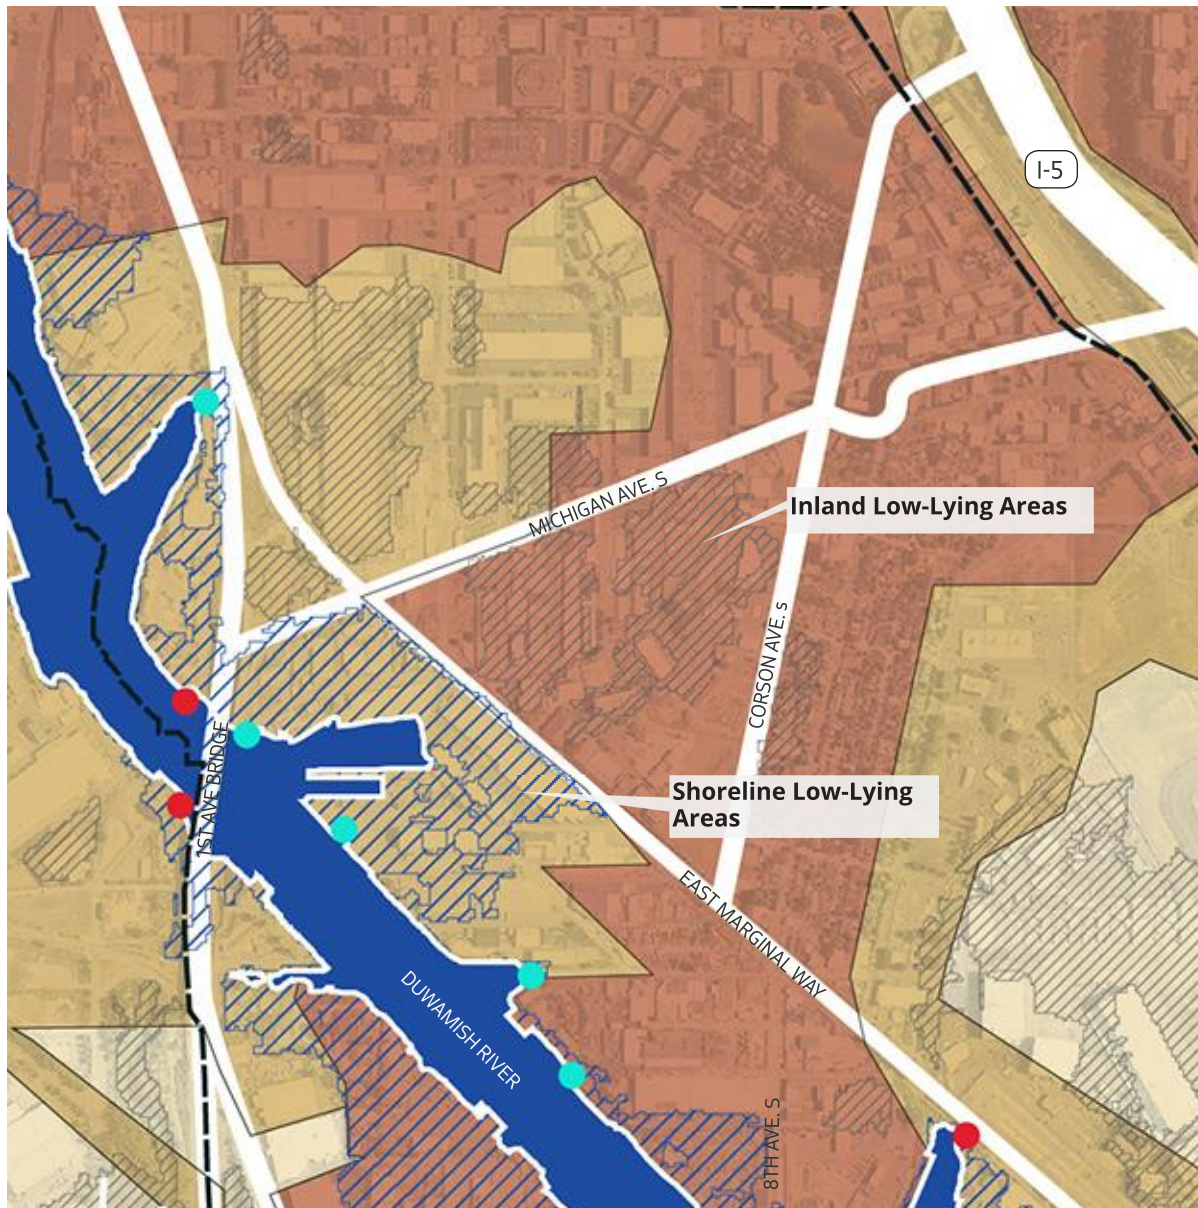 I-5
MICHIGAN AVE. S
Inland Low-Lying Areas
CORSON AVE. s
1ST AVE BRIDGE
Shoreline Low-Lying
Areas
EAST MARGINAL WAY
DUWAMISH RIVER
8TH AVE. S